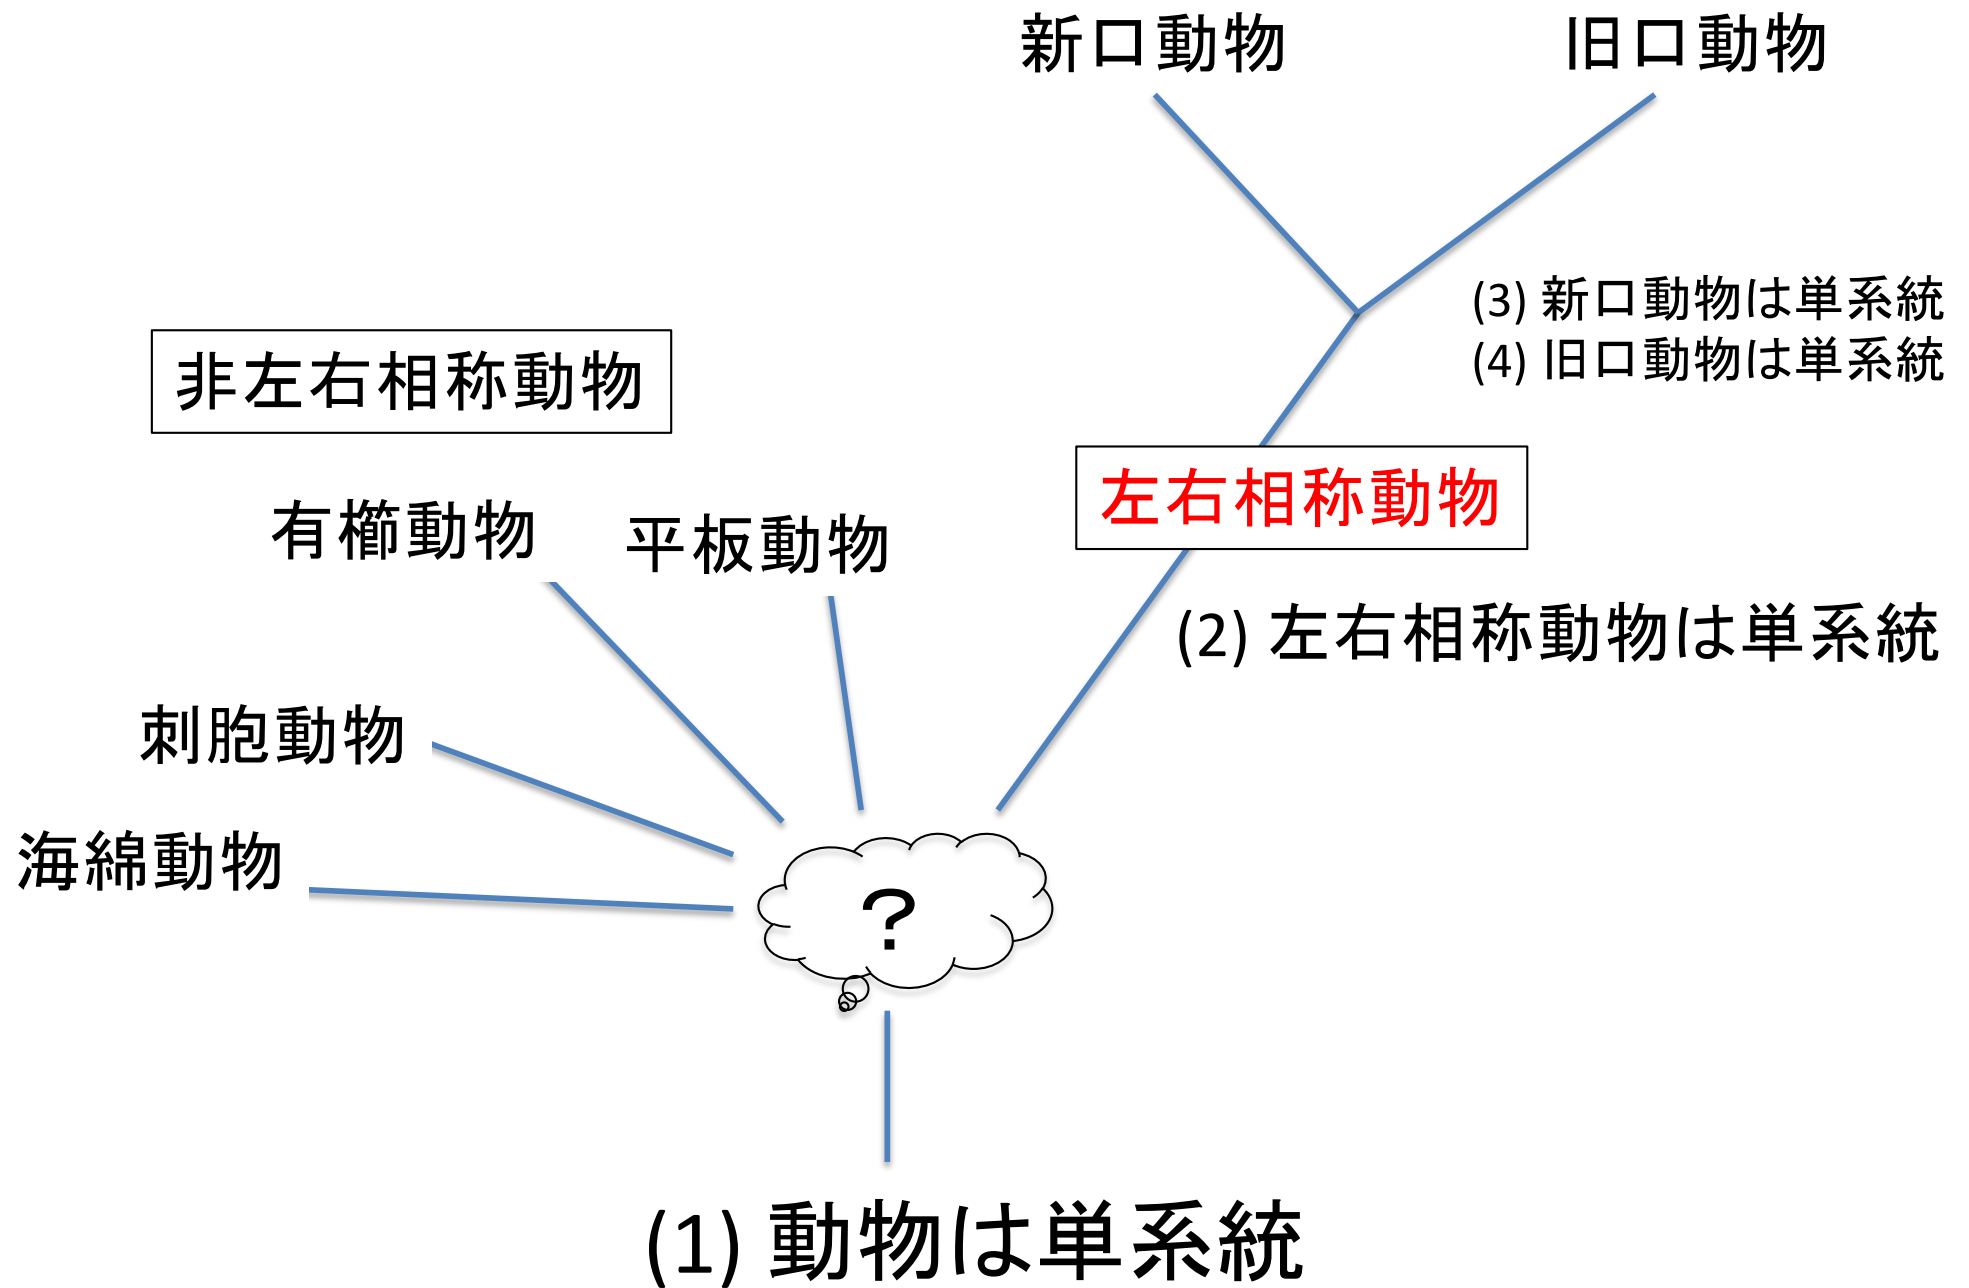 新口動物
旧口動物
(3) 新口動物は単系統
(4) 旧口動物は単系統
非左右相称動物
左右相称動物
有櫛動物
平板動物
(2) 左右相称動物は単系統
刺胞動物
海綿動物
？
(1) 動物は単系統